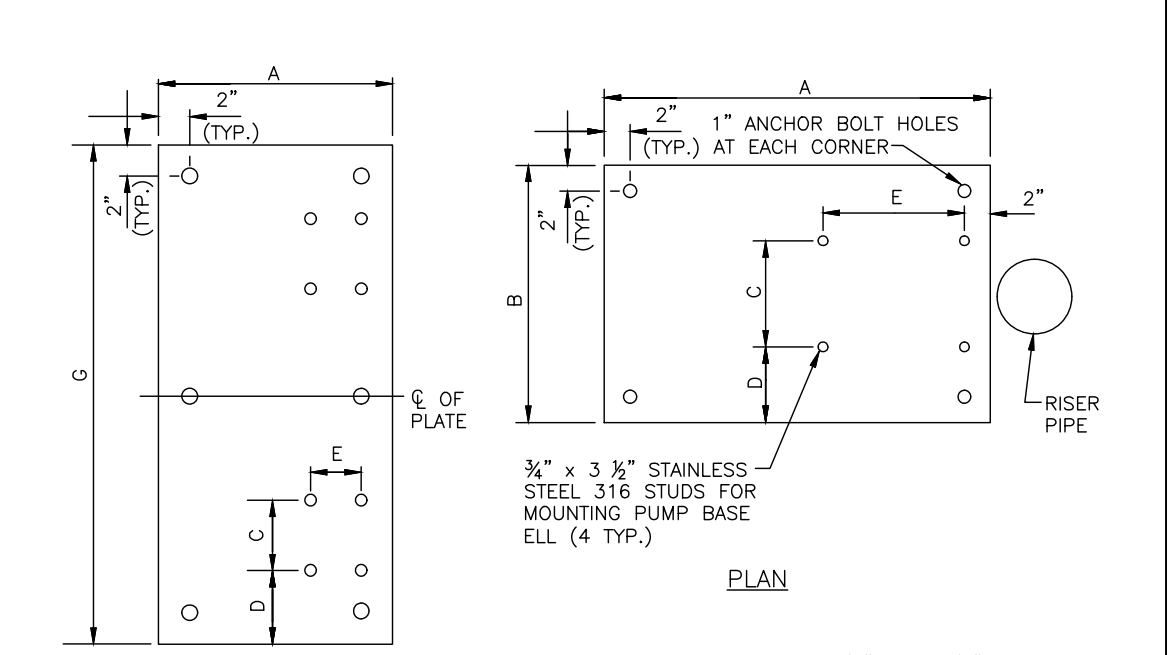 A
2"
(TYP.)
2"
(TYP.)
G
℄ OF
PLATE
E
C
D
A
2"
(TYP.)
1" ANCHOR BOLT HOLES
AT EACH CORNER
2"
(TYP.)
E
2"
B
C
D
RISER
PIPE
¾" x 3 ½" STAINLESS
STEEL 316 STUDS FOR
MOUNTING PUMP BASE
ELL (4 TYP.)
PLAN